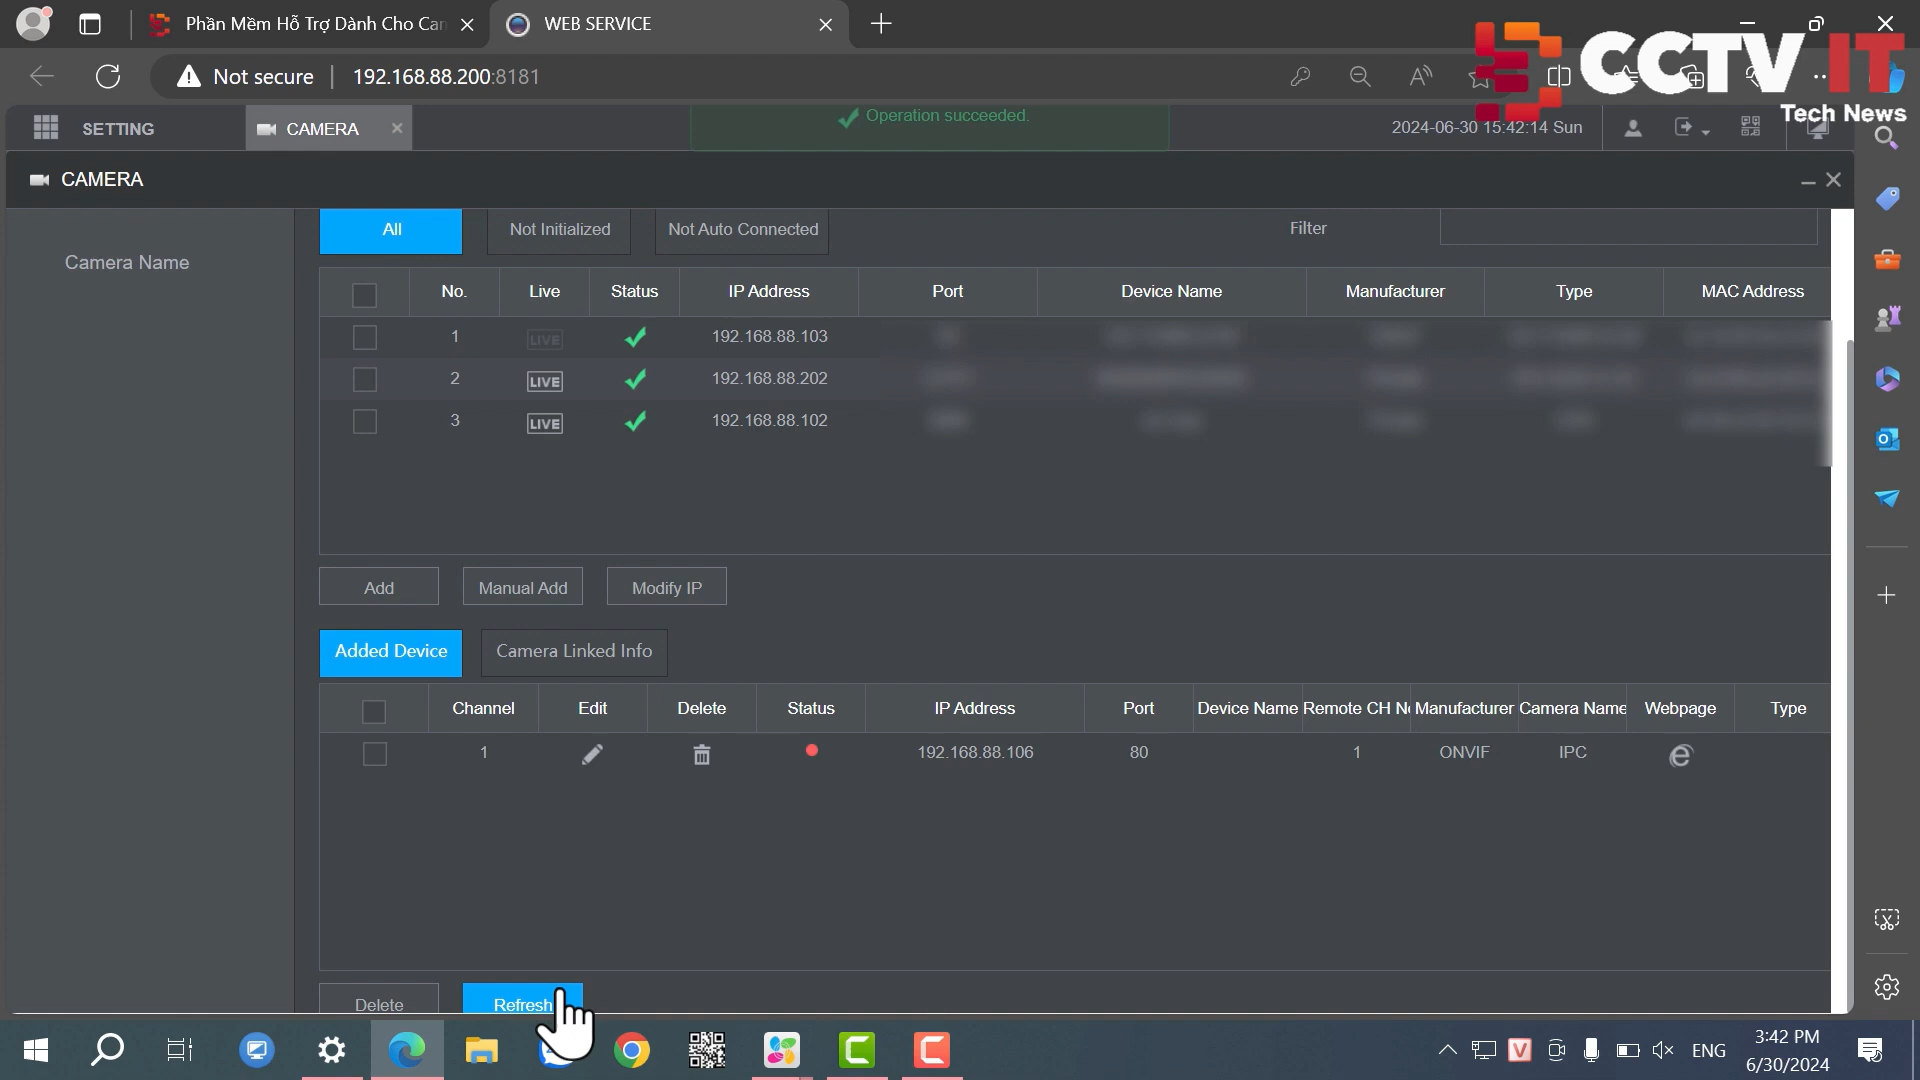 Phần Mềm Hỗ Trợ Dành Cho Can
WEB SERVICE
Not secure
192.168.88.200:8181
CCTV IT
Tech News
SETTING
CAMERA
Operation succeeded.
2024-06-30 15:42:14 Sun
CAMERA
Camera Name
All
Not Initialized
Not Auto Connected
Filter
No. Live Status IP Address Port Device Name Manufacturer Type MAC Address
1 LIVE 192.168.88.103
2 LIVE 192.168.88.202
3 LIVE 192.168.88.102
Add
Manual Add
Modify IP
Added Device
Camera Linked Info
Channel Edit Delete Status IP Address Port Device Name Remote CH No Manufacturer Camera Name Webpage Type
1 192.168.88.106 80 1 ONVIF IPC
Delete
Refresh
ENG
3:42 PM
6/30/2024